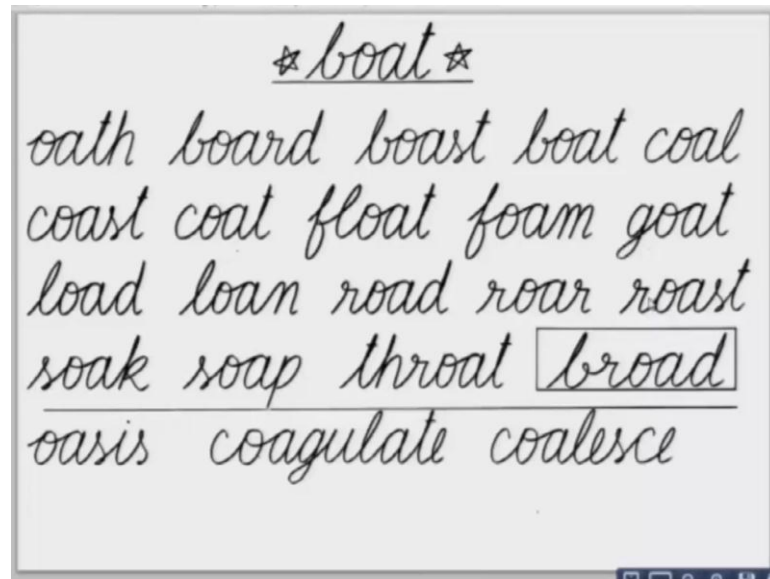 ☆ boat ☆
oath board boast boat coal
coast coat float foam goat
load loan road roar roast
soak soap throat broad
oasis coagulate coalesce